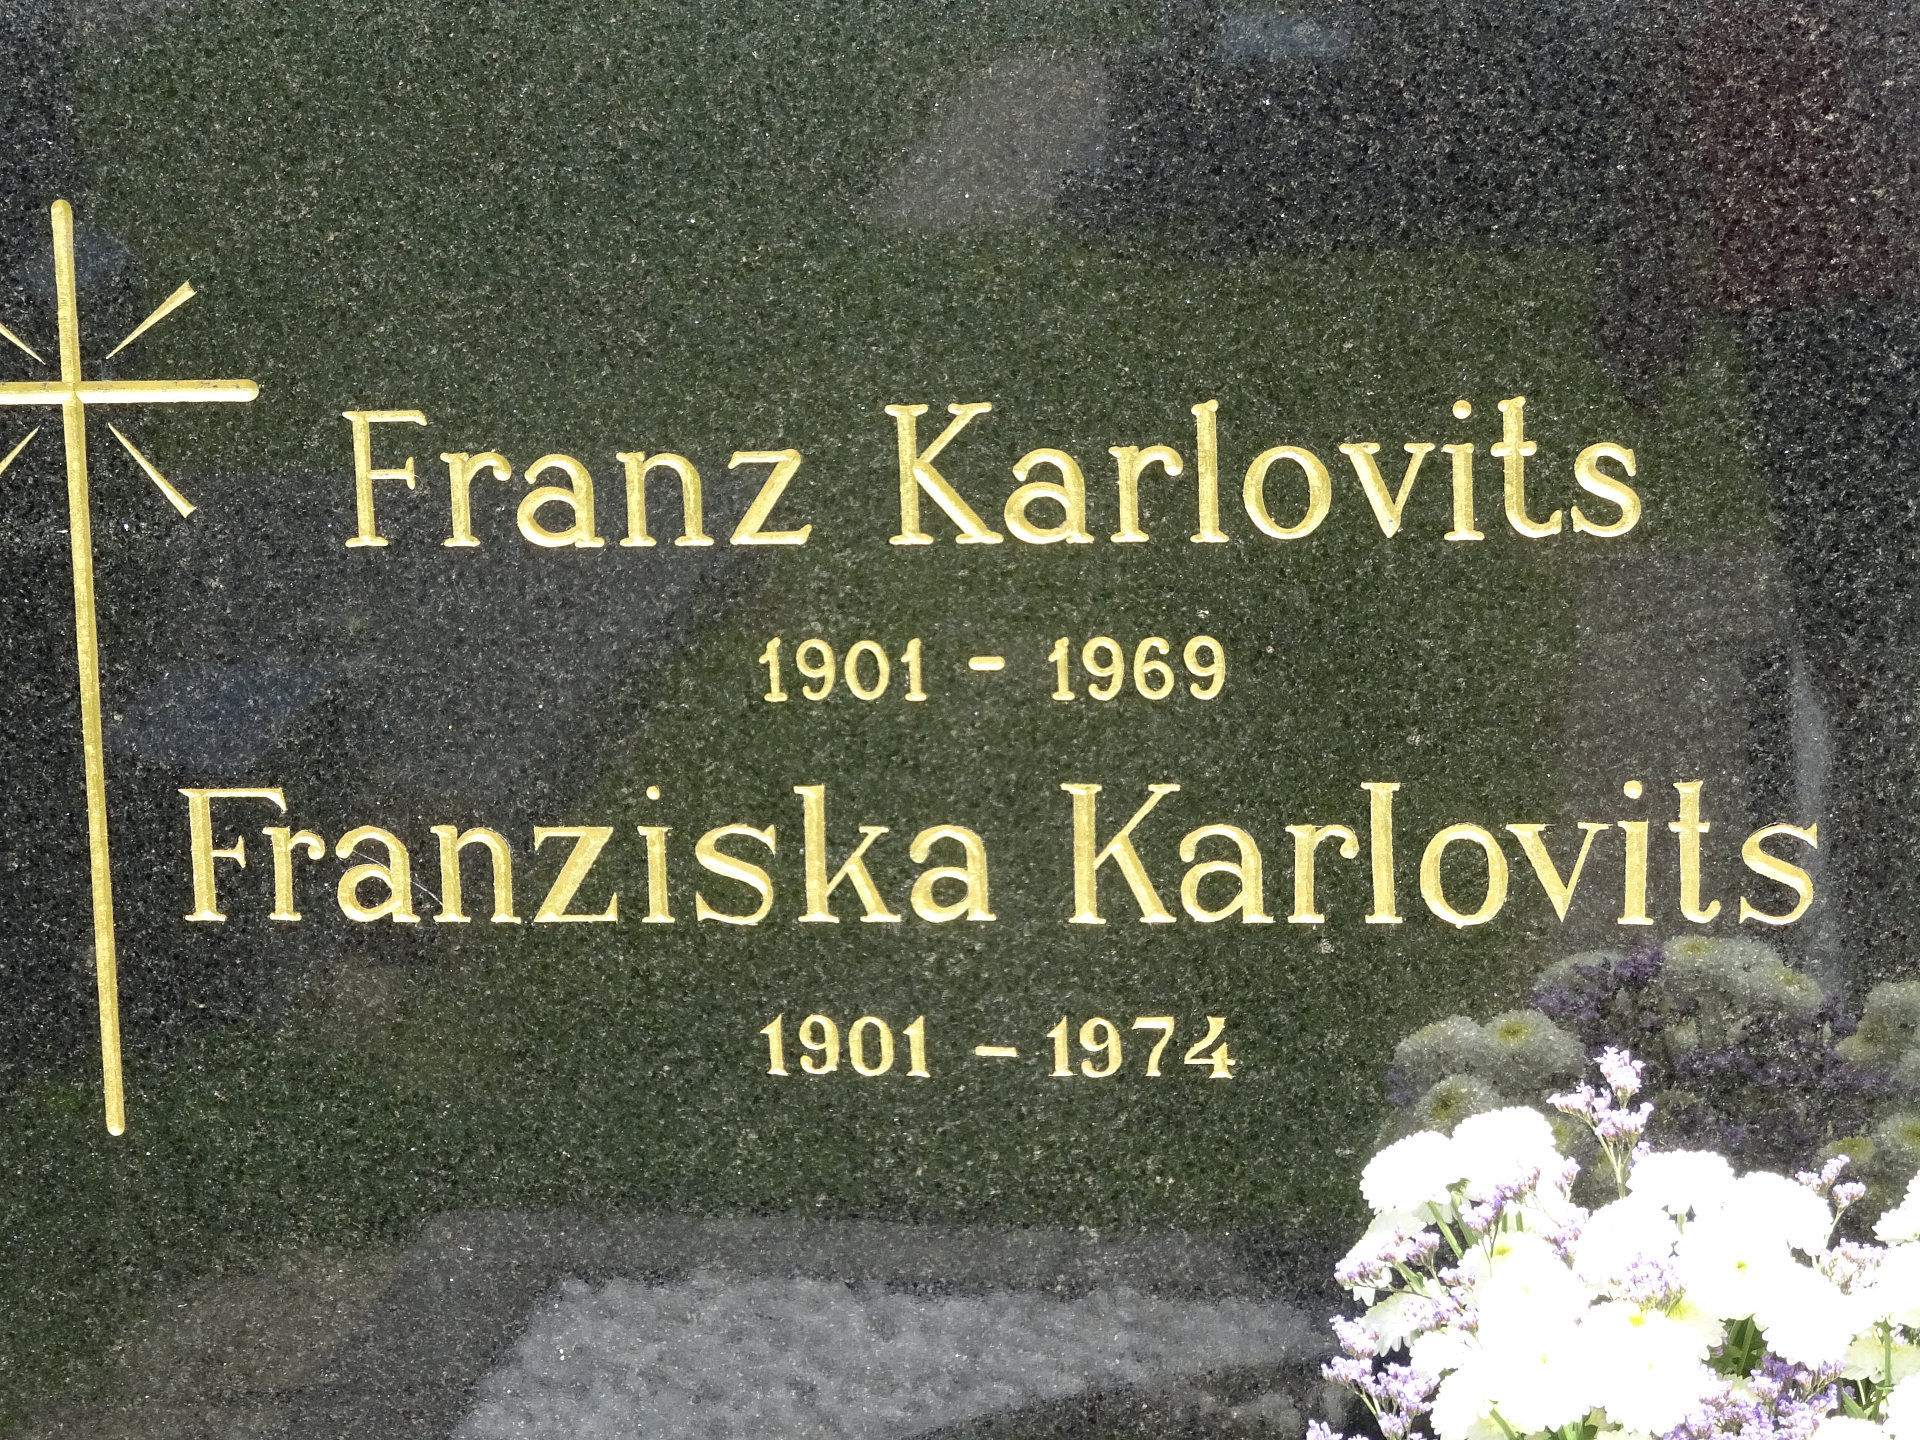 Franz Karlovits
1901 - 1969
Franziska Karlovits
1901 - 1974